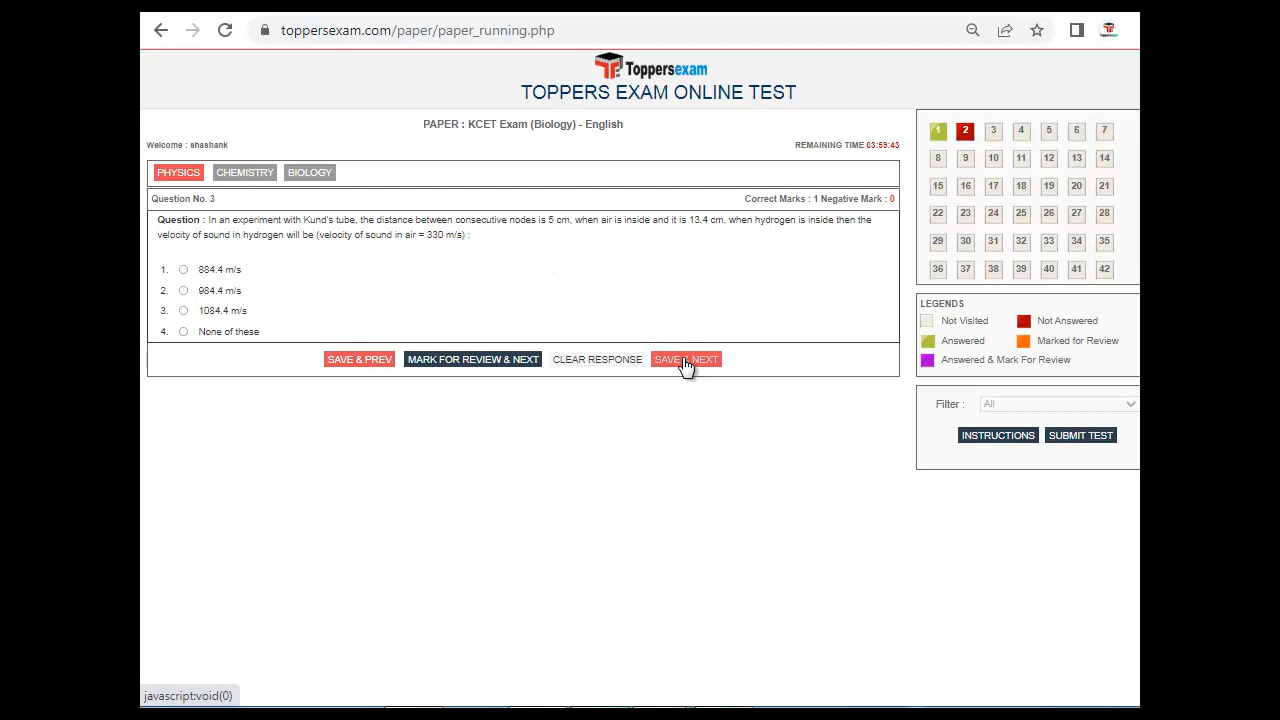 toppersexam.com/paper/paper_running.php
Toppersexam
TOPPERS EXAM ONLINE TEST
PAPER : KCET Exam (Biology) - English
Welcome : shashank
REMAINING TIME 03:59:43
PHYSICS CHEMISTRY BIOLOGY
Question No. 3
Correct Marks : 1 Negative Mark : 0
Question : In an experiment with Kund's tube, the distance between consecutive nodes is 5 cm, when air is inside and it is 13.4 cm, when hydrogen is inside then the
velocity of sound in hydrogen will be (velocity of sound in air = 330 m/s) :
1. 884.4 m/s
2. 984.4 m/s
3. 1084.4 m/s
4. None of these
SAVE & PREV MARK FOR REVIEW & NEXT CLEAR RESPONSE SAVE & NEXT
1 2 3 4 5 6 7
8 9 10 11 12 13 14
15 16 17 18 19 20 21
22 23 24 25 26 27 28
29 30 31 32 33 34 35
36 37 38 39 40 41 42
LEGENDS
Not Visited Not Answered
Answered Marked for Review
Answered & Mark For Review
Filter : All
INSTRUCTIONS SUBMIT TEST
javascript:void(0)